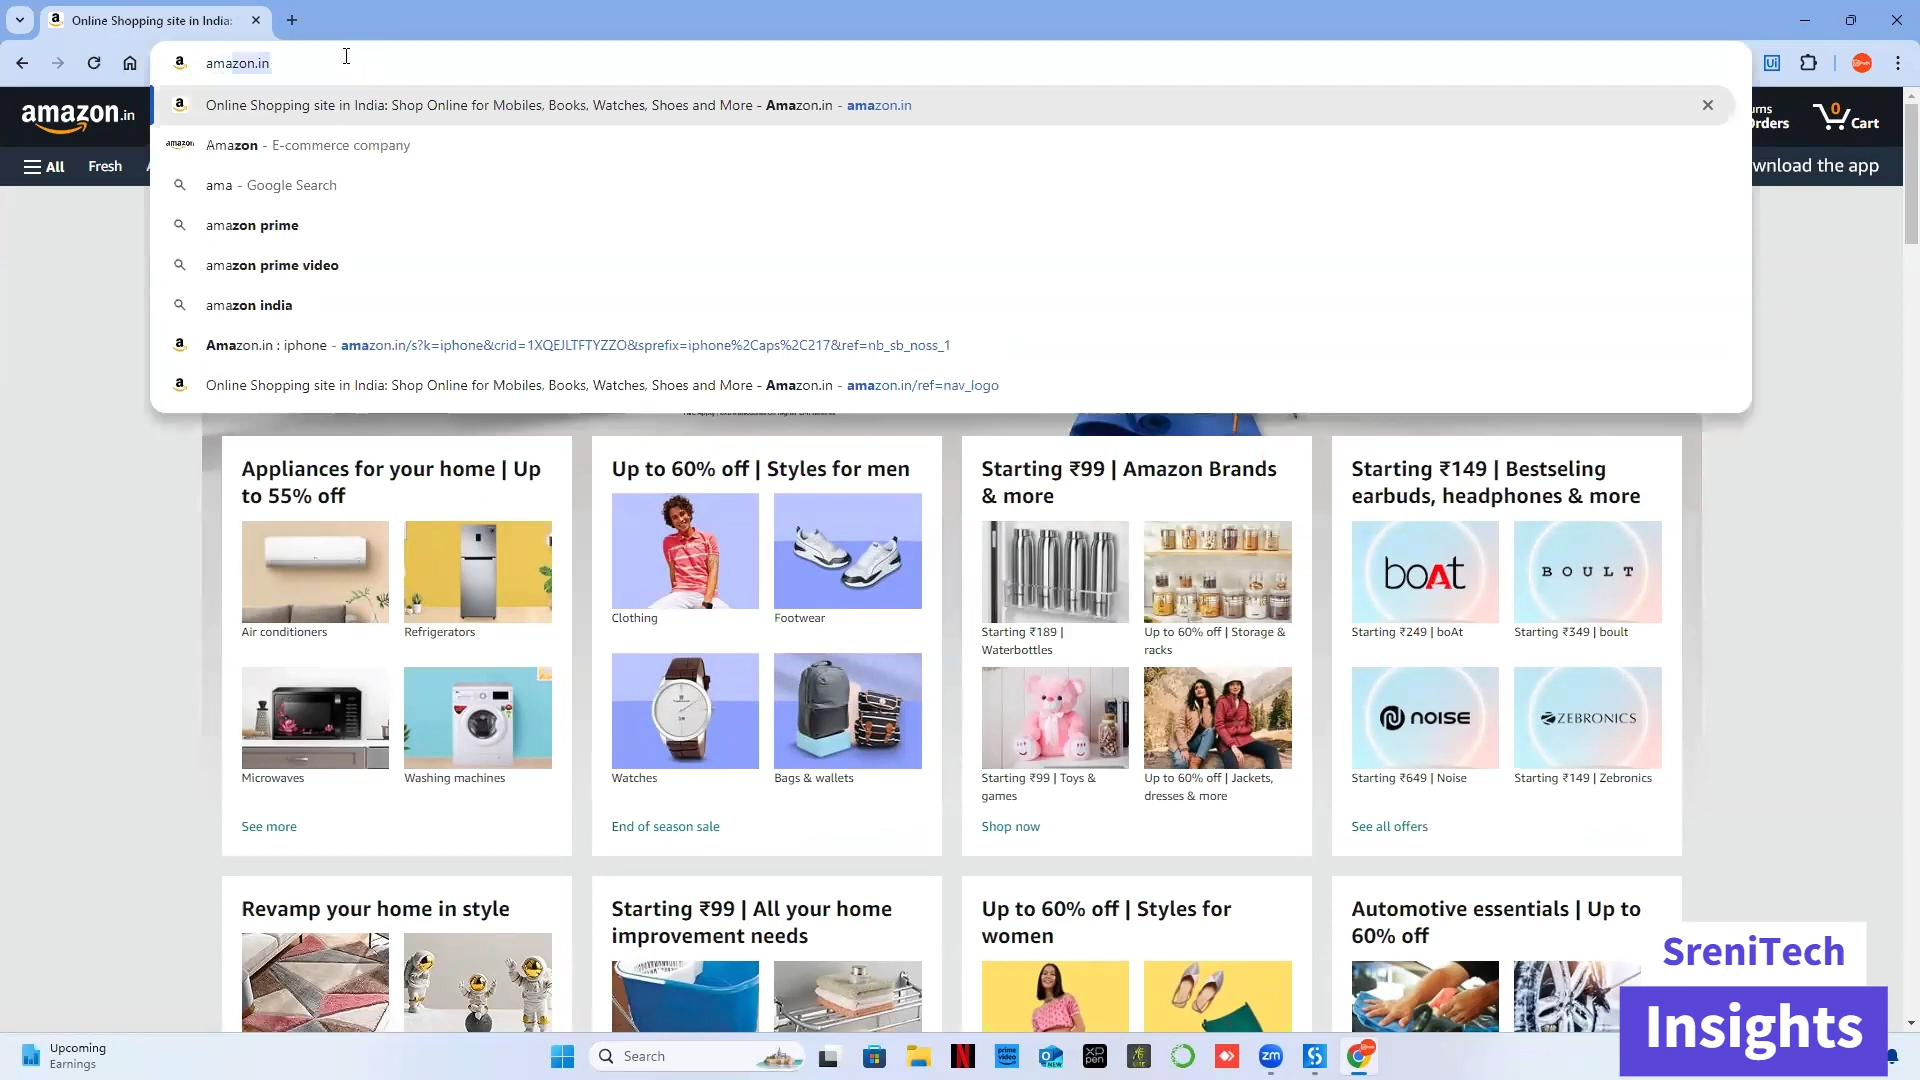 Online Shopping site in India:
amazon.in
amazon.in
Online Shopping site in India: Shop Online for Mobiles, Books, Watches, Shoes and More - Amazon.in - amazon.in
Orders
0
Cart
amazon
Amazon - E-commerce company
All
Fresh
wnload the app
ama - Google Search
amazon prime
amazon prime video
amazon india
Amazon.in : iphone - amazon.in/s?k=iphone&crid=1XQEJLTFTYZZO&sprefix=iphone%2Caps%2C217&ref=nb_sb_noss_1
Online Shopping site in India: Shop Online for Mobiles, Books, Watches, Shoes and More - Amazon.in - amazon.in/ref=nav_logo
Appliances for your home | Up
to 55% off
Air conditioners
Refrigerators
Microwaves
Washing machines
See more
Up to 60% off | Styles for men
Clothing
Footwear
Watches
Bags & wallets
End of season sale
Starting ₹99 | Amazon Brands
& more
Starting ₹189 |
Waterbottles
Up to 60% off | Storage &
racks
Starting ₹99 | Toys &
games
Up to 60% off | Jackets,
dresses & more
Shop now
Starting ₹149 | Bestseling
earbuds, headphones & more
boAt
BOULT
Starting ₹249 | boAt
Starting ₹349 | boult
noise
ZEBRONICS
Starting ₹649 | Noise
Starting ₹149 | Zebronics
See all offers
Revamp your home in style
Starting ₹99 | All your home
improvement needs
Up to 60% off | Styles for
women
Automotive essentials | Up to
60% off
SreniTech
Insights
Upcoming
Earnings
Search
prime
video
NEW
XP
pen
zm